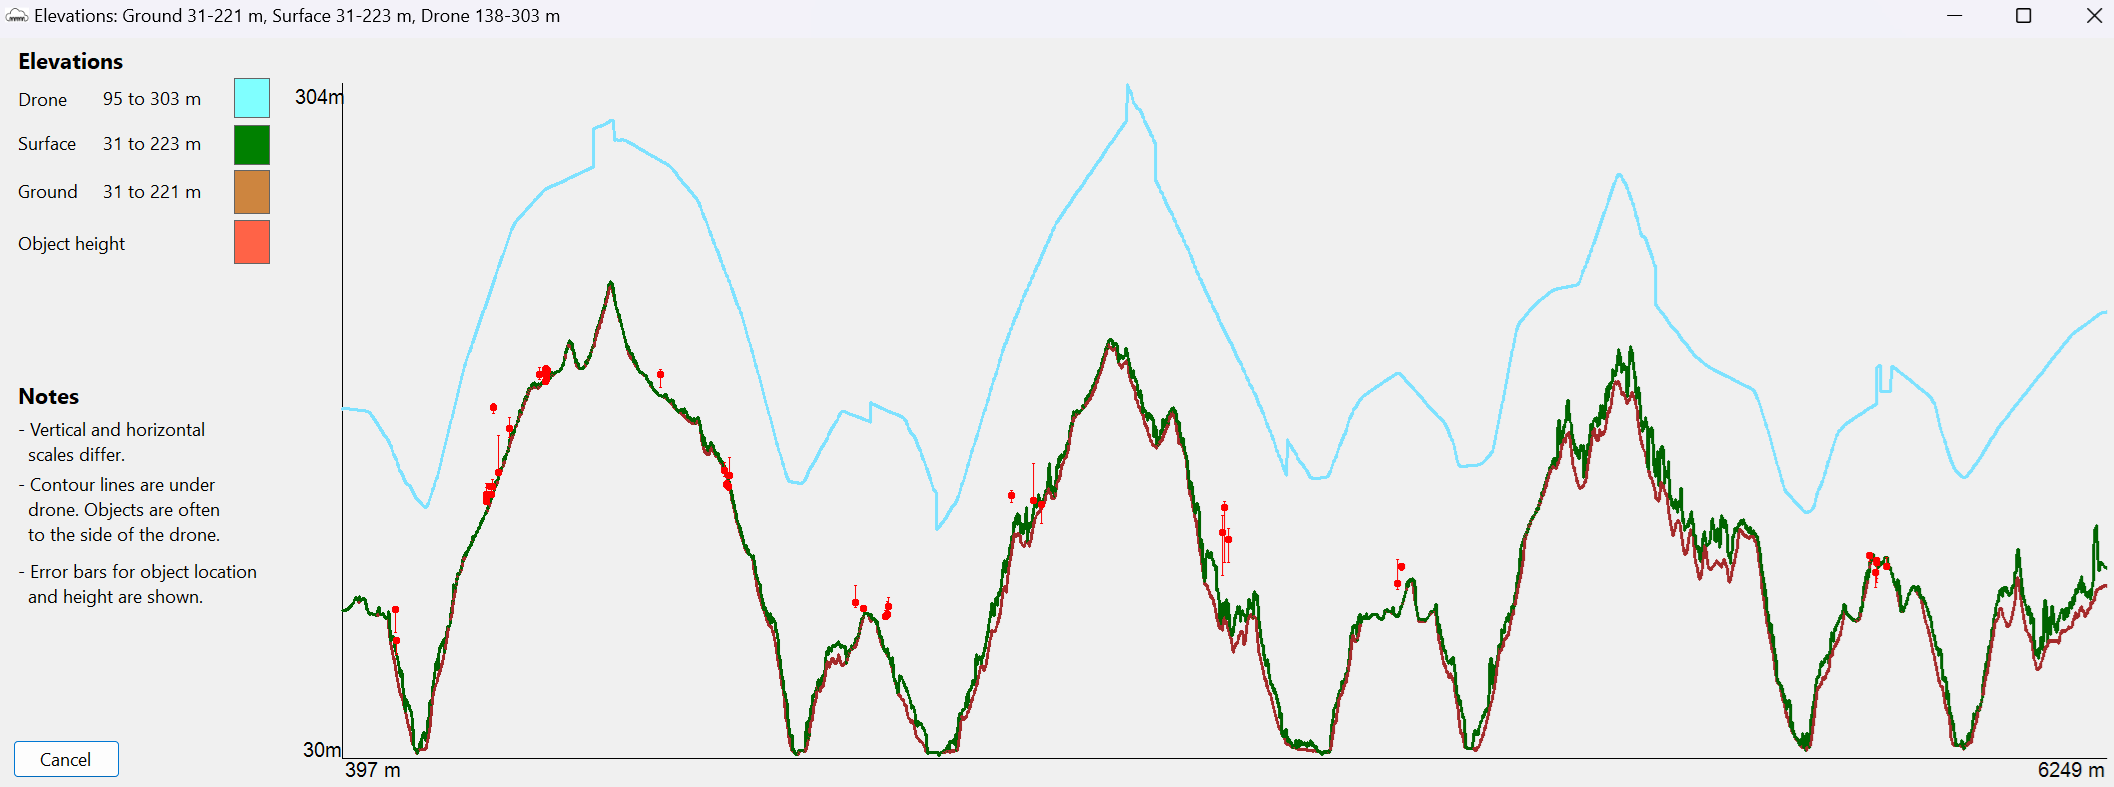 Elevations: Ground 31-221 m, Surface 31-223 m, Drone 138-303 m
Elevations
Drone 95 to 303 m
Surface 31 to 223 m
Ground 31 to 221 m
Object height
Notes
- Vertical and horizontal
scales differ.
- Contour lines are under
drone. Objects are often
to the side of the drone.
- Error bars for object location
and height are shown.
Cancel
304m
30m
397 m
6249 m